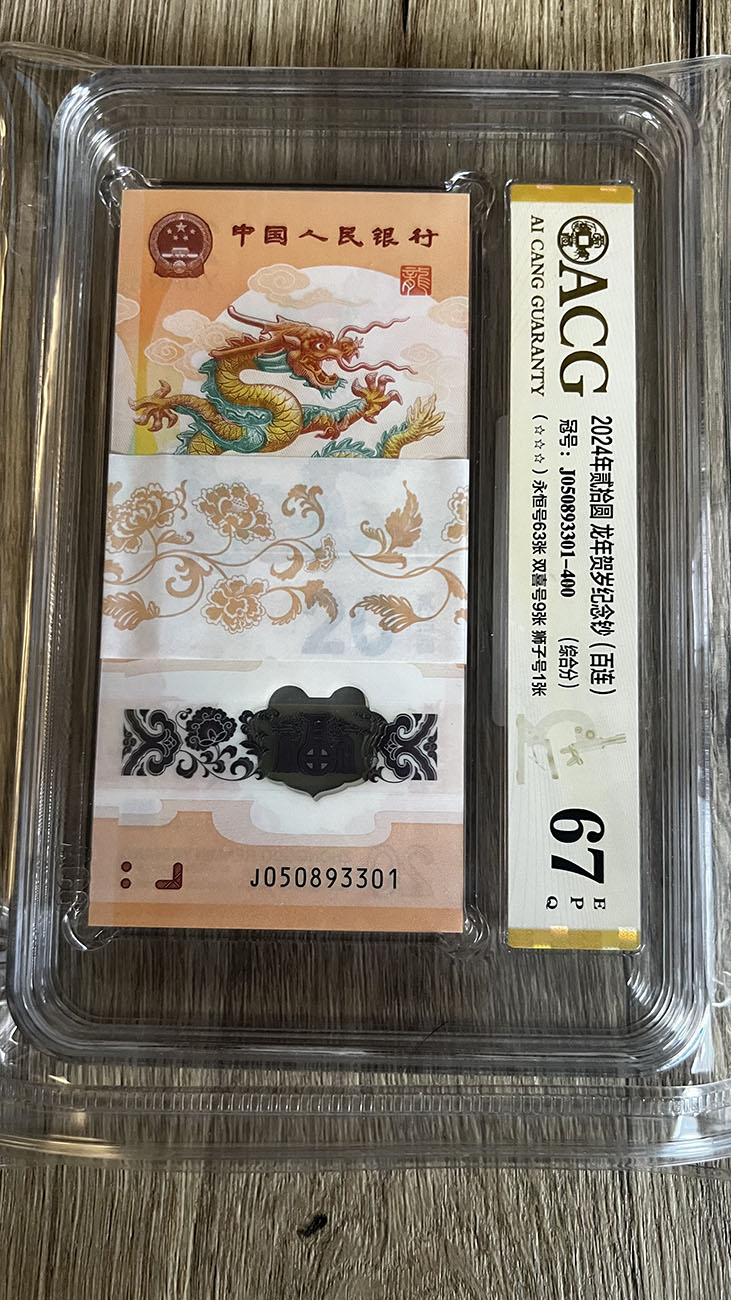 中国人民银行
龍
J050893301
ACG
AI CANG GUARANTY
2024年贰拾圆 龙年贺岁纪念钞（百连）
冠号：J050893301-400 （综合分）
（☆☆☆）永恒号63张 双喜号9张 狮子号1张
67
EPQ